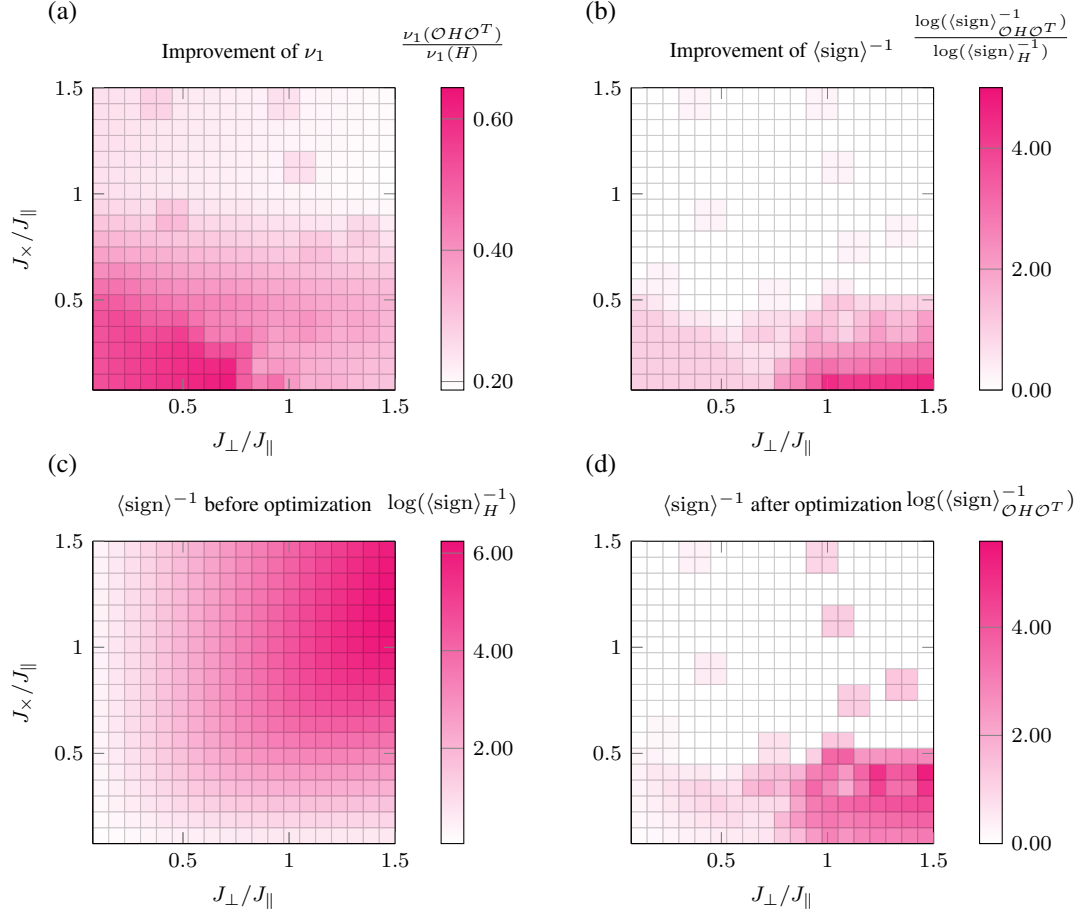 (a)
Improvement of ν₁
ν₁(𝒪H𝒪ᵀ)
ν₁(H)
1.5
1
0.5
0.5
1
1.5
J×/J∥
J⊥/J∥
0.60
0.40
0.20
(b)
Improvement of ⟨sign⟩⁻¹
log(⟨sign⟩⁻¹_{𝒪H𝒪ᵀ})
log(⟨sign⟩⁻¹_H)
1.5
1
0.5
0.5
1
1.5
J⊥/J∥
4.00
2.00
0.00
(c)
⟨sign⟩⁻¹ before optimization log(⟨sign⟩⁻¹_H)
1.5
1
0.5
0.5
1
1.5
J×/J∥
J⊥/J∥
6.00
4.00
2.00
(d)
⟨sign⟩⁻¹ after optimization log(⟨sign⟩⁻¹_{𝒪H𝒪ᵀ})
1.5
1
0.5
0.5
1
1.5
J⊥/J∥
4.00
2.00
0.00